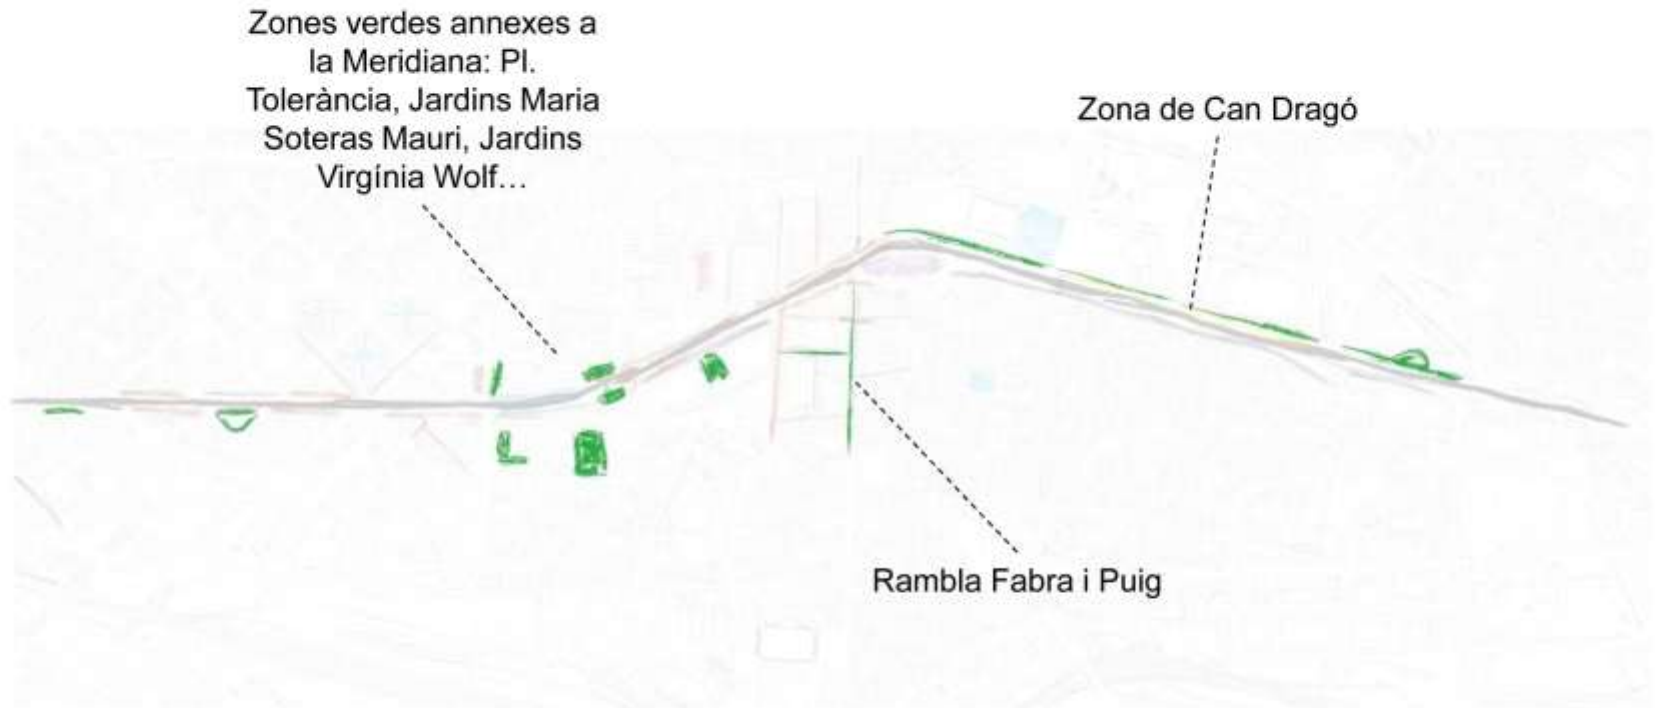 Zones verdes annexes a
la Meridiana: Pl.
Tolerància, Jardins Maria
Soteras Mauri, Jardins
Virgínia Wolf...
Zona de Can Dragó
Rambla Fabra i Puig